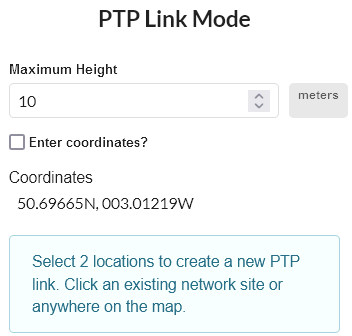 PTP Link Mode
Maximum Height
10
meters
Enter coordinates?
Coordinates
50.69665N, 003.01219W
Select 2 locations to create a new PTP
link. Click an existing network site or
anywhere on the map.